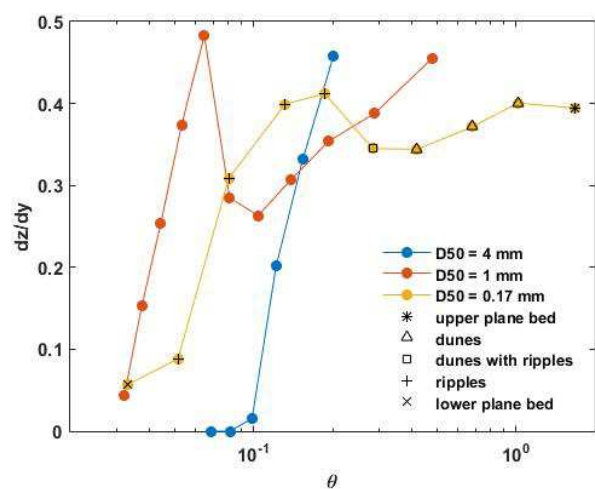 0.5
0.4
0.3
0.2
0.1
0
dz/dy
10⁻¹
10⁰
θ
D50 = 4 mm
D50 = 1 mm
D50 = 0.17 mm
upper plane bed
dunes
dunes with ripples
ripples
lower plane bed